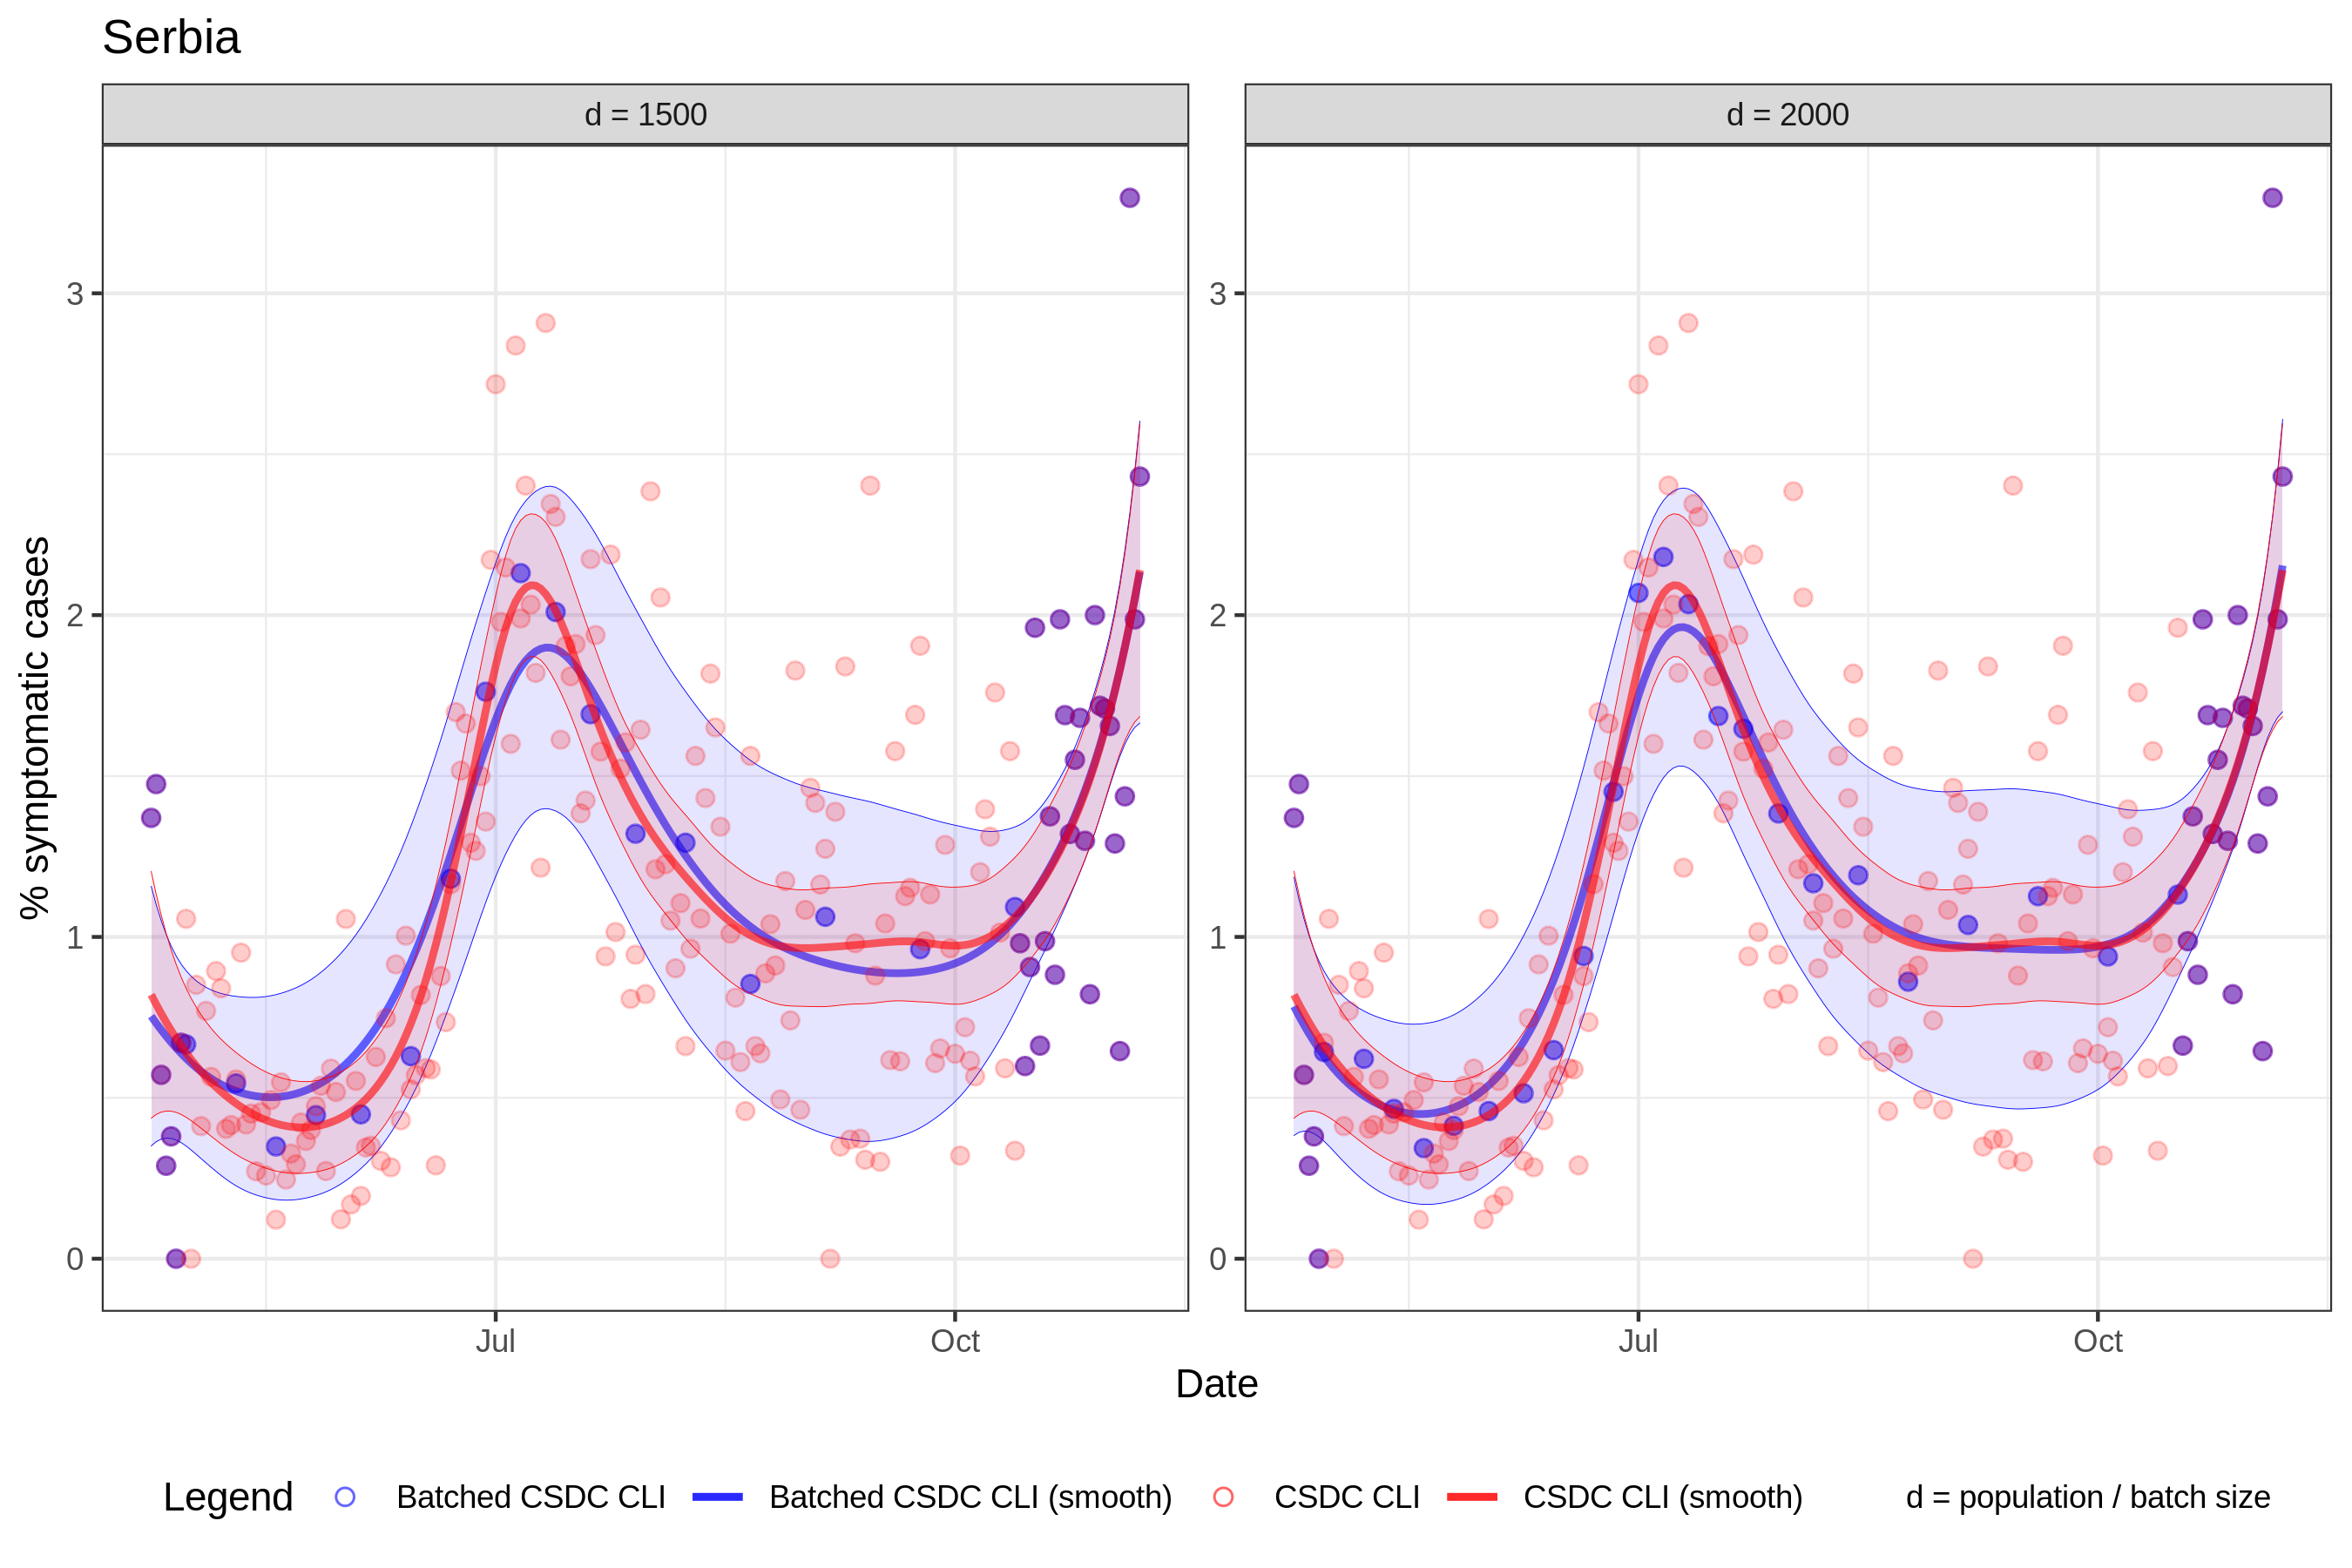 Serbia
d = 1500
d = 2000
% symptomatic cases
3
2
1
0
3
2
1
0
Jul
Oct
Jul
Oct
Date
Legend
Batched CSDC CLI
Batched CSDC CLI (smooth)
CSDC CLI
CSDC CLI (smooth)
d = population / batch size